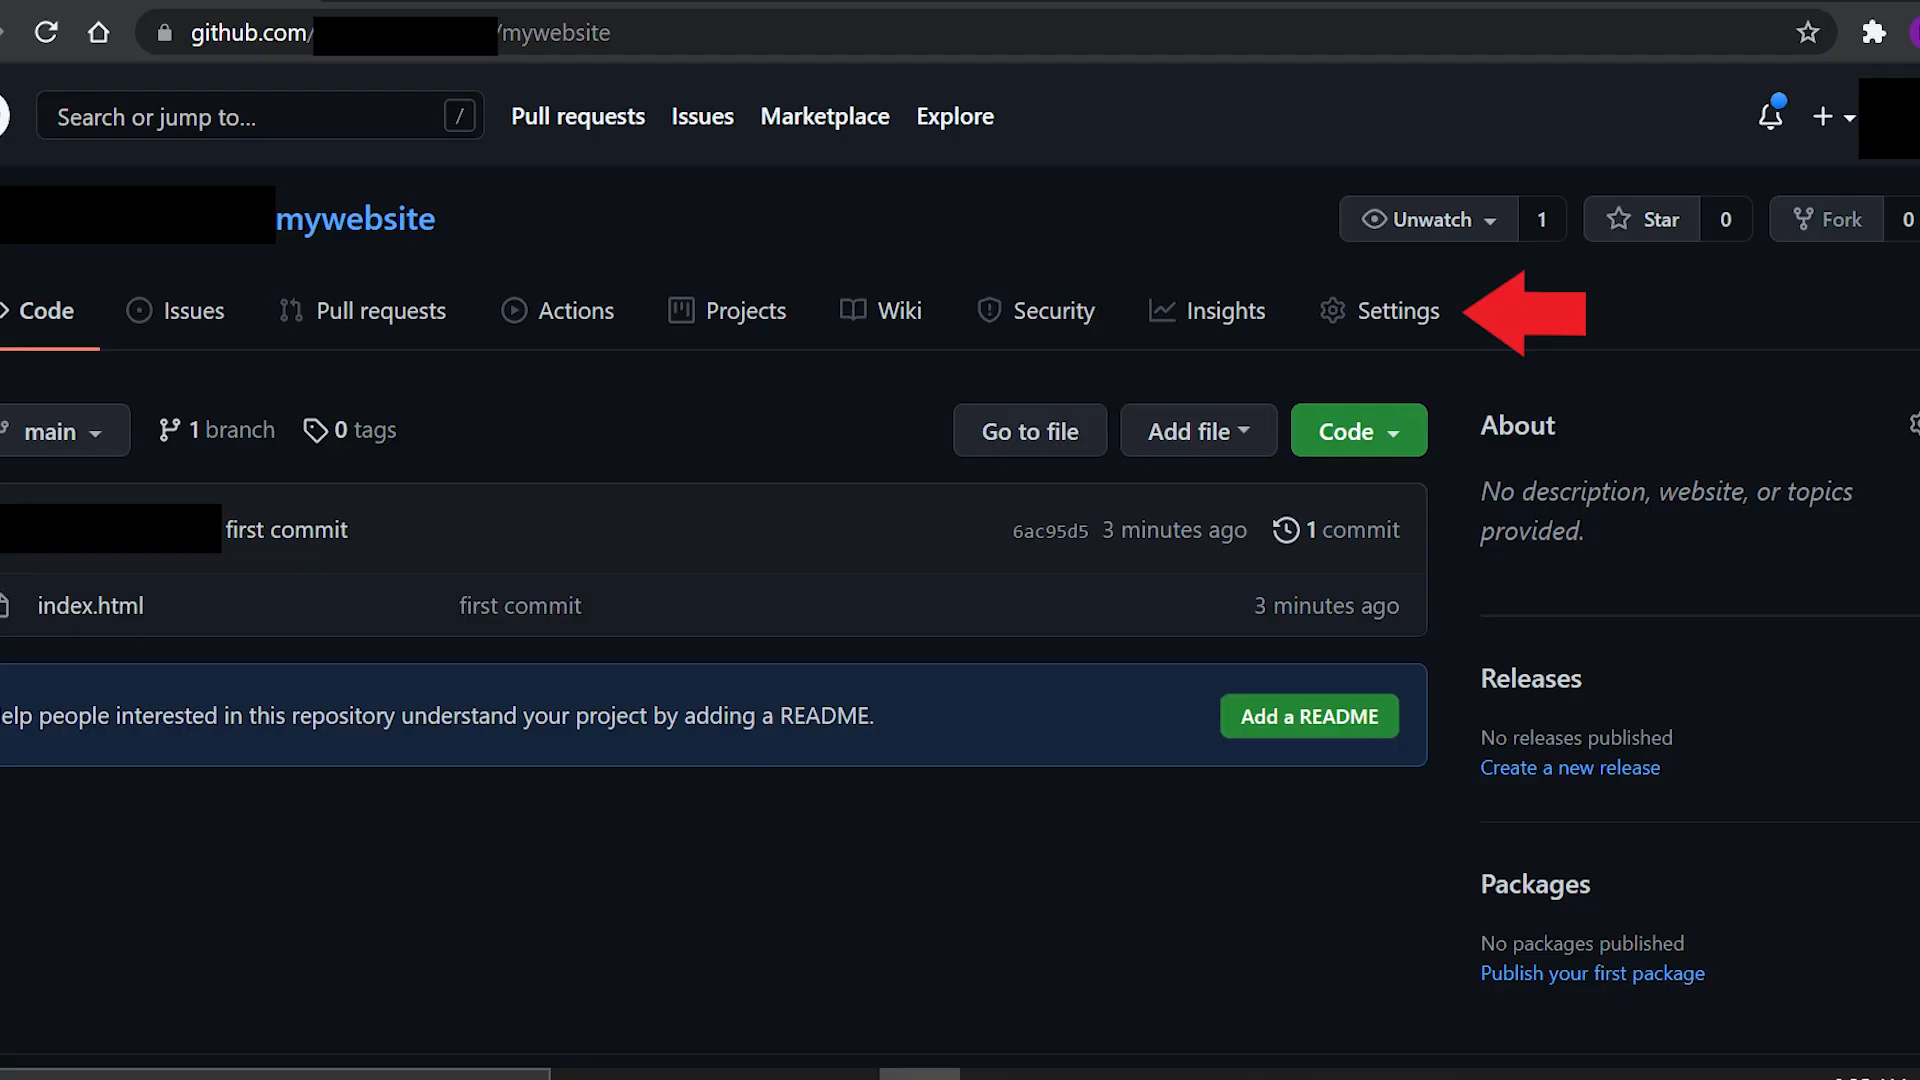 github.com/ /mywebsite
Search or jump to... / Pull requests Issues Marketplace Explore
mywebsite
Unwatch 1 Star 0 Fork 0
Code Issues Pull requests Actions Projects Wiki Security Insights Settings
main 1 branch 0 tags
Go to file Add file Code
first commit 6ac95d5 3 minutes ago 1 commit
index.html first commit 3 minutes ago
elp people interested in this repository understand your project by adding a README. Add a README
About
No description, website, or topics
provided.
Releases
No releases published
Create a new release
Packages
No packages published
Publish your first package